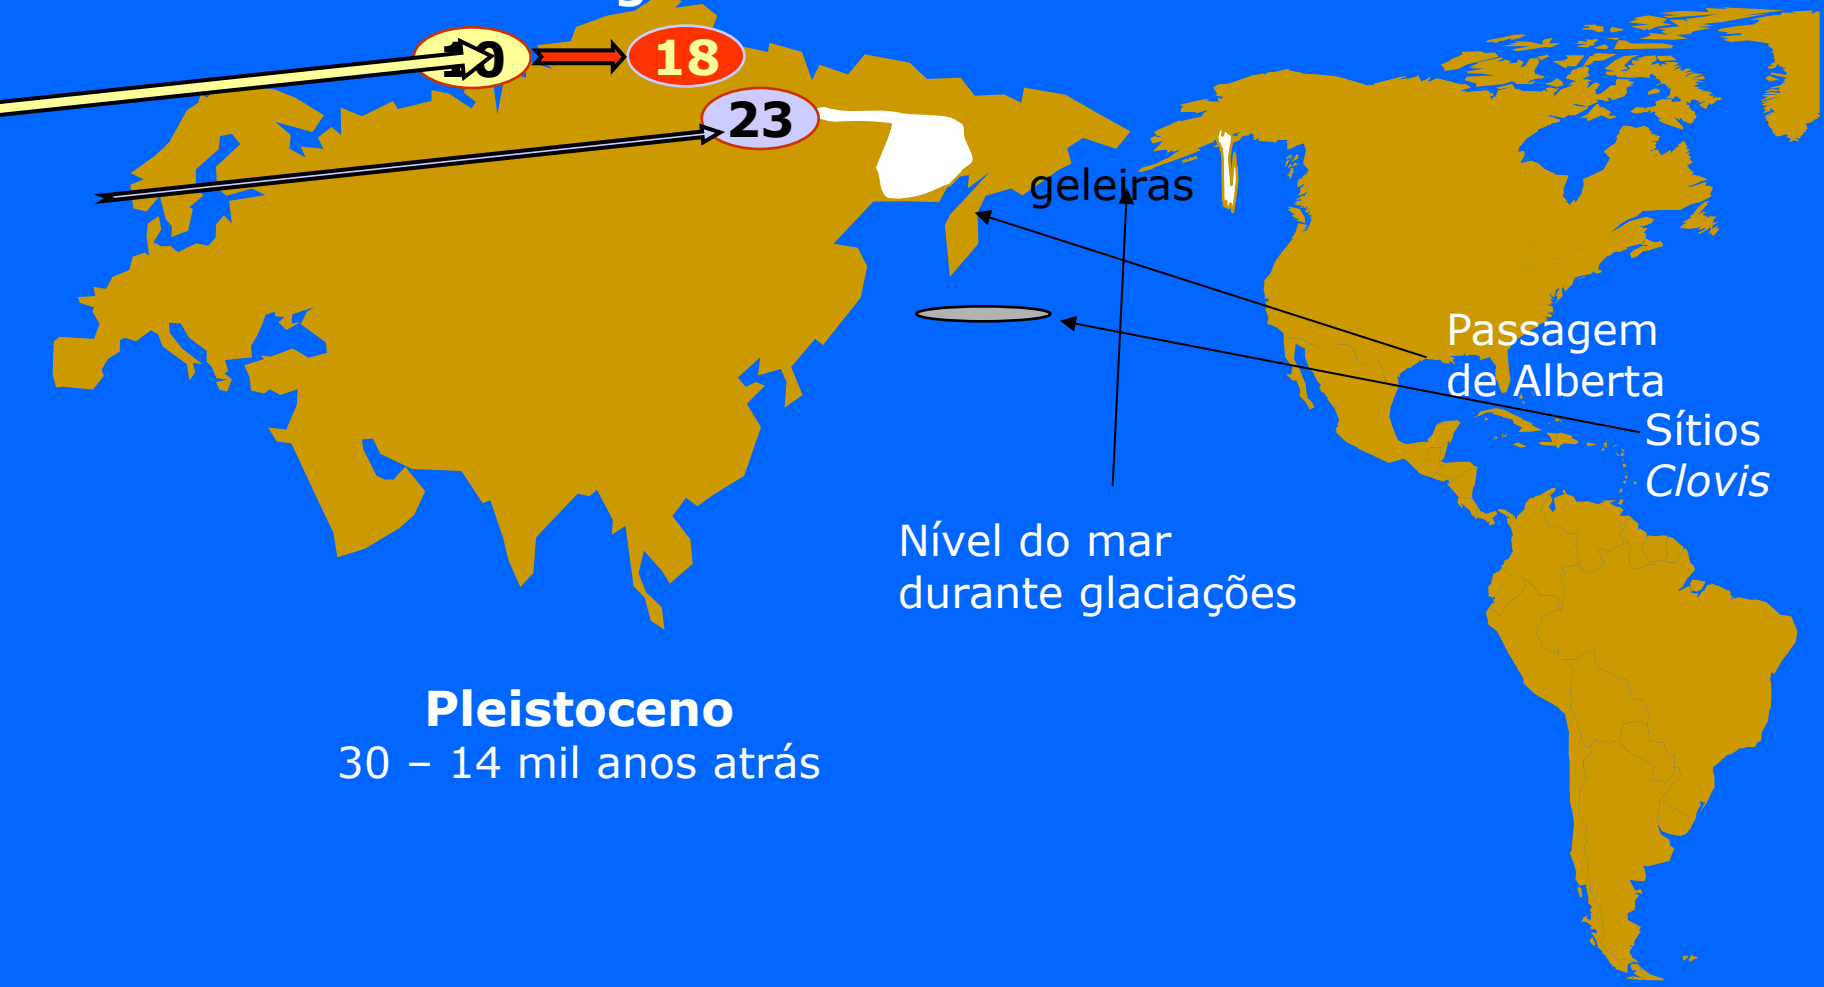 10
18
23
geleiras
Passagem
de Alberta
Sítios
Clovis
Nível do mar
durante glaciações
Pleistoceno
30 – 14 mil anos atrás